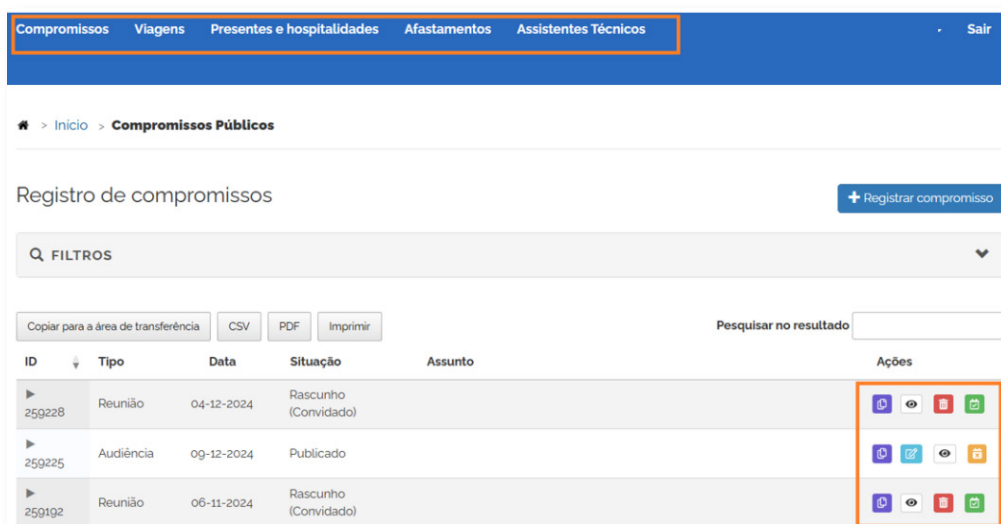 Compromissos Viagens Presentes e hospitalidades Afastamentos Assistentes Técnicos Sair
> Início > Compromissos Públicos
Registro de compromissos
+ Registrar compromisso
FILTROS
Copiar para a área de transferência CSV PDF Imprimir Pesquisar no resultado
ID Tipo Data Situação Assunto Ações
259228 Reunião 04-12-2024 Rascunho (Convidado)
259225 Audiência 09-12-2024 Publicado
259192 Reunião 06-11-2024 Rascunho (Convidado)